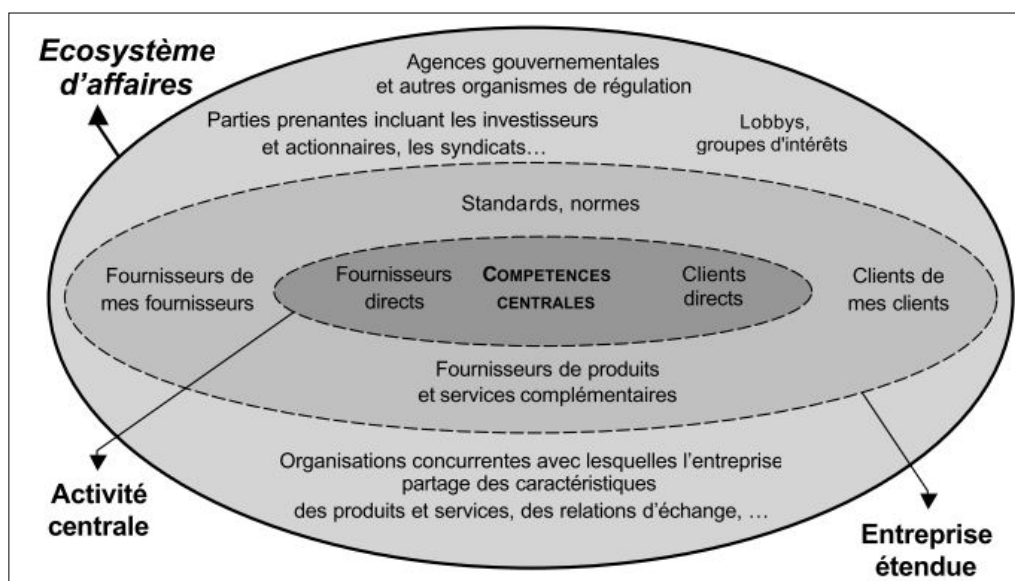 Ecosystème
d'affaires
Agences gouvernementales
et autres organismes de régulation
Parties prenantes incluant les investisseurs
et actionnaires, les syndicats…
Lobbys,
groupes d'intérêts
Standards, normes
Fournisseurs de
mes fournisseurs
Fournisseurs
directs
COMPETENCES
CENTRALES
Clients
directs
Clients de
mes clients
Fournisseurs de produits
et services complémentaires
Organisations concurrentes avec lesquelles l'entreprise
partage des caractéristiques
des produits et services, des relations d'échange, …
Activité
centrale
Entreprise
étendue